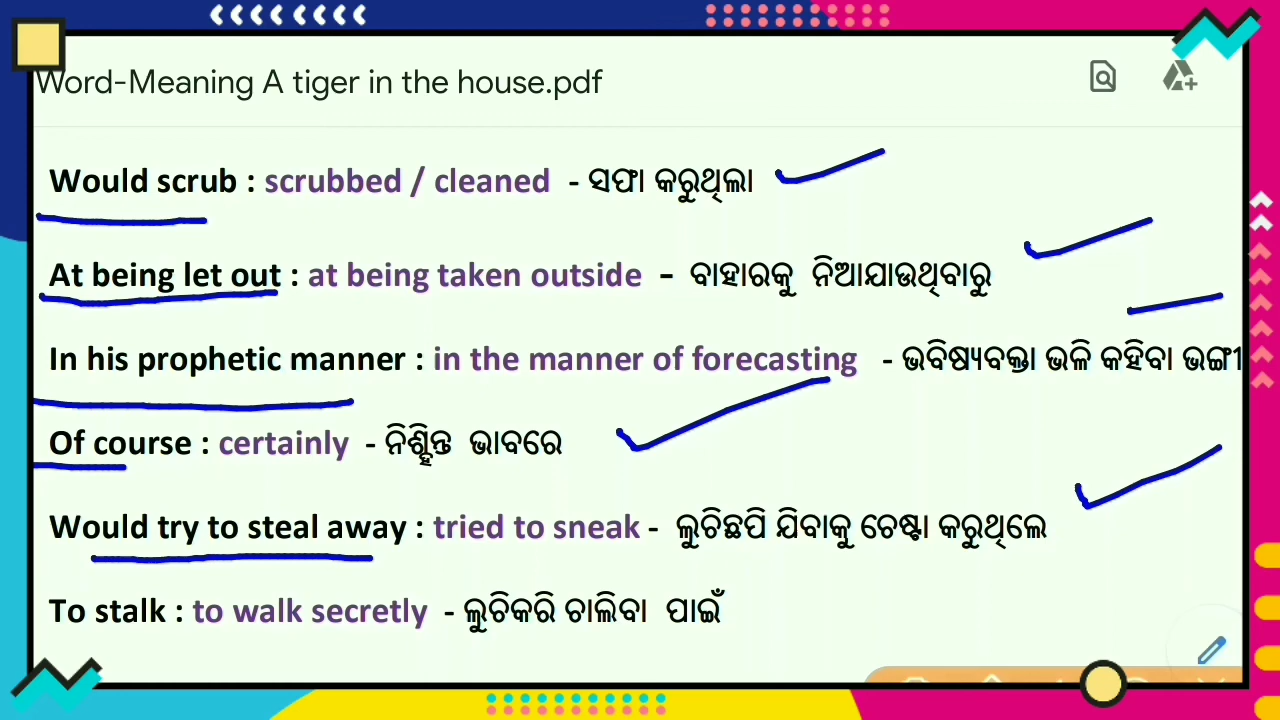 Word-Meaning A tiger in the house.pdf
Would scrub : scrubbed / cleaned - ସଫା କରୁଥିଲା
At being let out : at being taken outside - ବାହାରକୁ ନିଆଯାଉଥିବାରୁ
In his prophetic manner : in the manner of forecasting - ଭବିଷ୍ୟବକ୍ତା ଭଳି କହିବା ଭଙ୍ଗୀ
Of course : certainly - ନିଶ୍ଚିନ୍ତ ଭାବରେ
Would try to steal away : tried to sneak - ଲୁଚିଛପି ଯିବାକୁ ଚେଷ୍ଟା କରୁଥିଲେ
To stalk : to walk secretly - ଲୁଚିକରି ଚାଲିବା ପାଇଁ